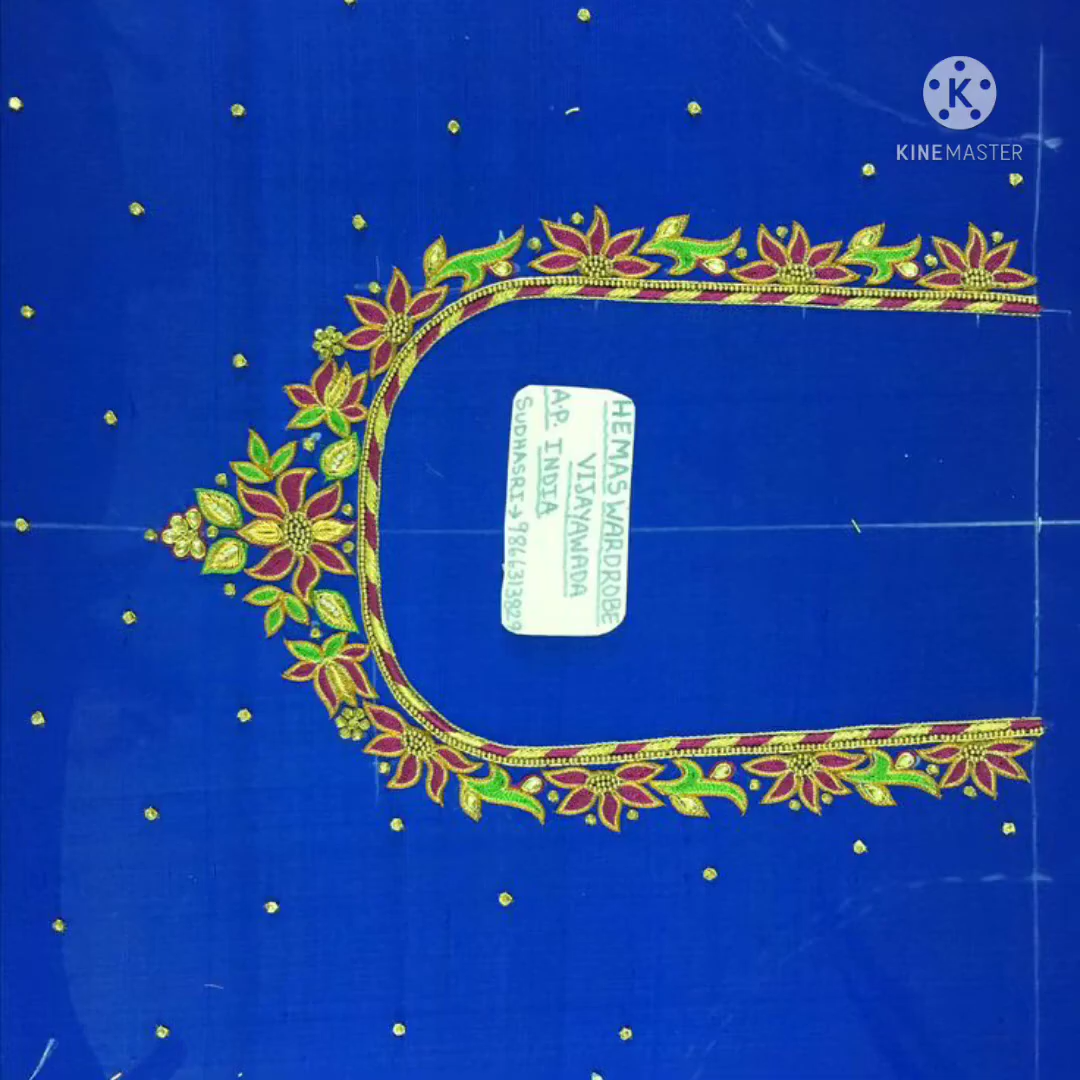 KINEMASTER
HEMAS WARDROBE
VIJAYAWADA
A.P. INDIA
SUDHASRI→9866313829